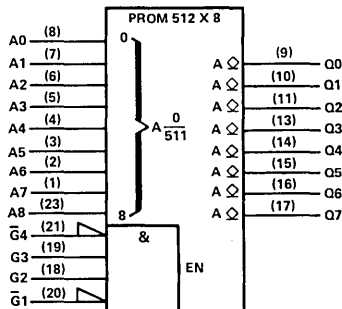 PROM 512 X 8
A0 (8) 0 A ◇ (9) Q0
A1 (7) A ◇ (10) Q1
A2 (6) A ◇ (11) Q2
A3 (5) A 0/511 A ◇ (13) Q3
A4 (4) A ◇ (14) Q4
A5 (3) A ◇ (15) Q5
A6 (2) A ◇ (16) Q6
A7 (1) A ◇ (17) Q7
A8 (23) 8
G̅4 (21) &
G3 (19)
G2 (18) EN
G̅1 (20)